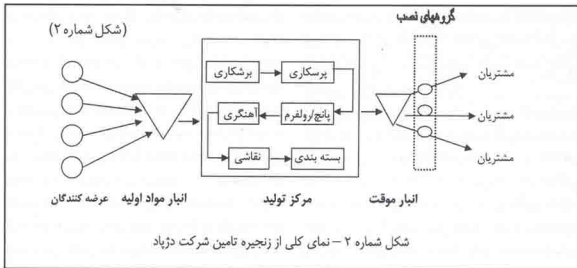 گروههای نصب
(شکل شماره ۲)
برشکاری
پرسکاری
پانچ/رولفرم
آهنگری
نقاشی
بسته بندی
مشتریان
مشتریان
مشتریان
عرضه کنندگان
انبار مواد اولیه
مرکز تولید
انبار موقت
شکل شماره ۲ – نمای کلی از زنجیره تامین شرکت دژپاد